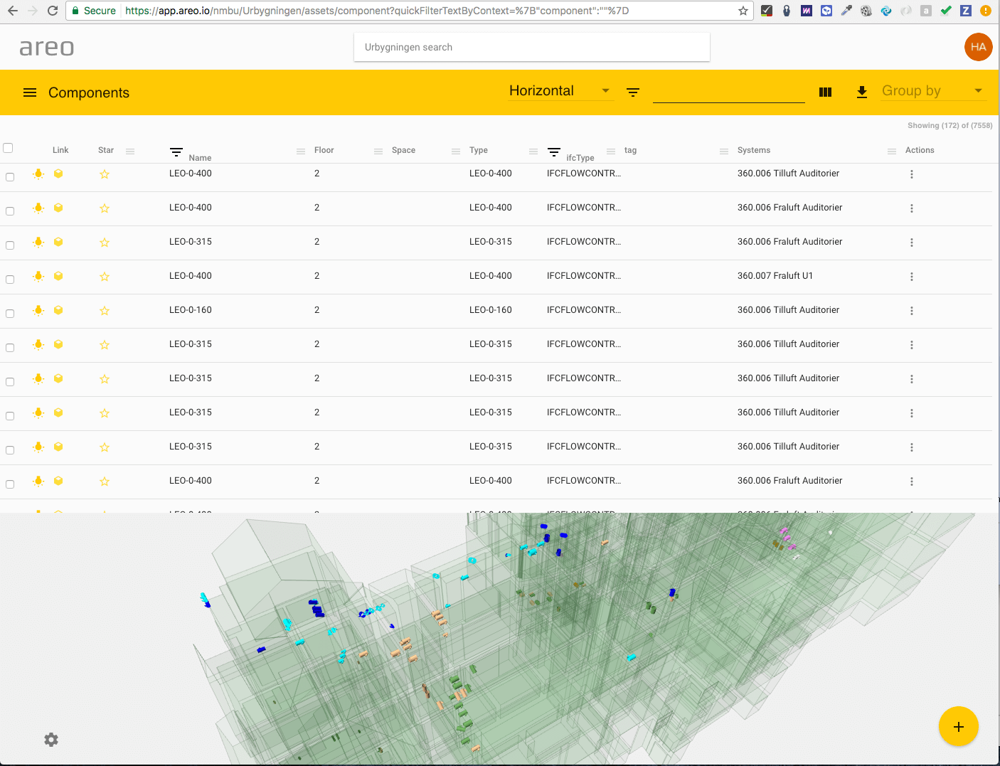 Secure https://app.areo.io/nmbu/Urbygningen/assets/component?quickFilterTextByContext=%7B"component":""%7D
areo
Urbygningen search
HA
Components
Horizontal
Group by
Showing (172) of (7558)
Link Star Name Floor Space Type ifcType tag Systems Actions
LEO-0-400 2 LEO-0-400 IFCFLOWCONTR... 360.006 Tilluft Auditorier
LEO-0-400 2 LEO-0-400 IFCFLOWCONTR... 360.006 Fraluft Auditorier
LEO-0-315 2 LEO-0-315 IFCFLOWCONTR... 360.006 Fraluft Auditorier
LEO-0-400 2 LEO-0-400 IFCFLOWCONTR... 360.007 Fraluft U1
LEO-0-160 2 LEO-0-160 IFCFLOWCONTR... 360.006 Tilluft Auditorier
LEO-0-315 2 LEO-0-315 IFCFLOWCONTR... 360.006 Tilluft Auditorier
LEO-0-315 2 LEO-0-315 IFCFLOWCONTR... 360.006 Tilluft Auditorier
LEO-0-315 2 LEO-0-315 IFCFLOWCONTR... 360.006 Tilluft Auditorier
LEO-0-315 2 LEO-0-315 IFCFLOWCONTR... 360.006 Tilluft Auditorier
LEO-0-400 2 LEO-0-400 IFCFLOWCONTR... 360.006 Fraluft Auditorier